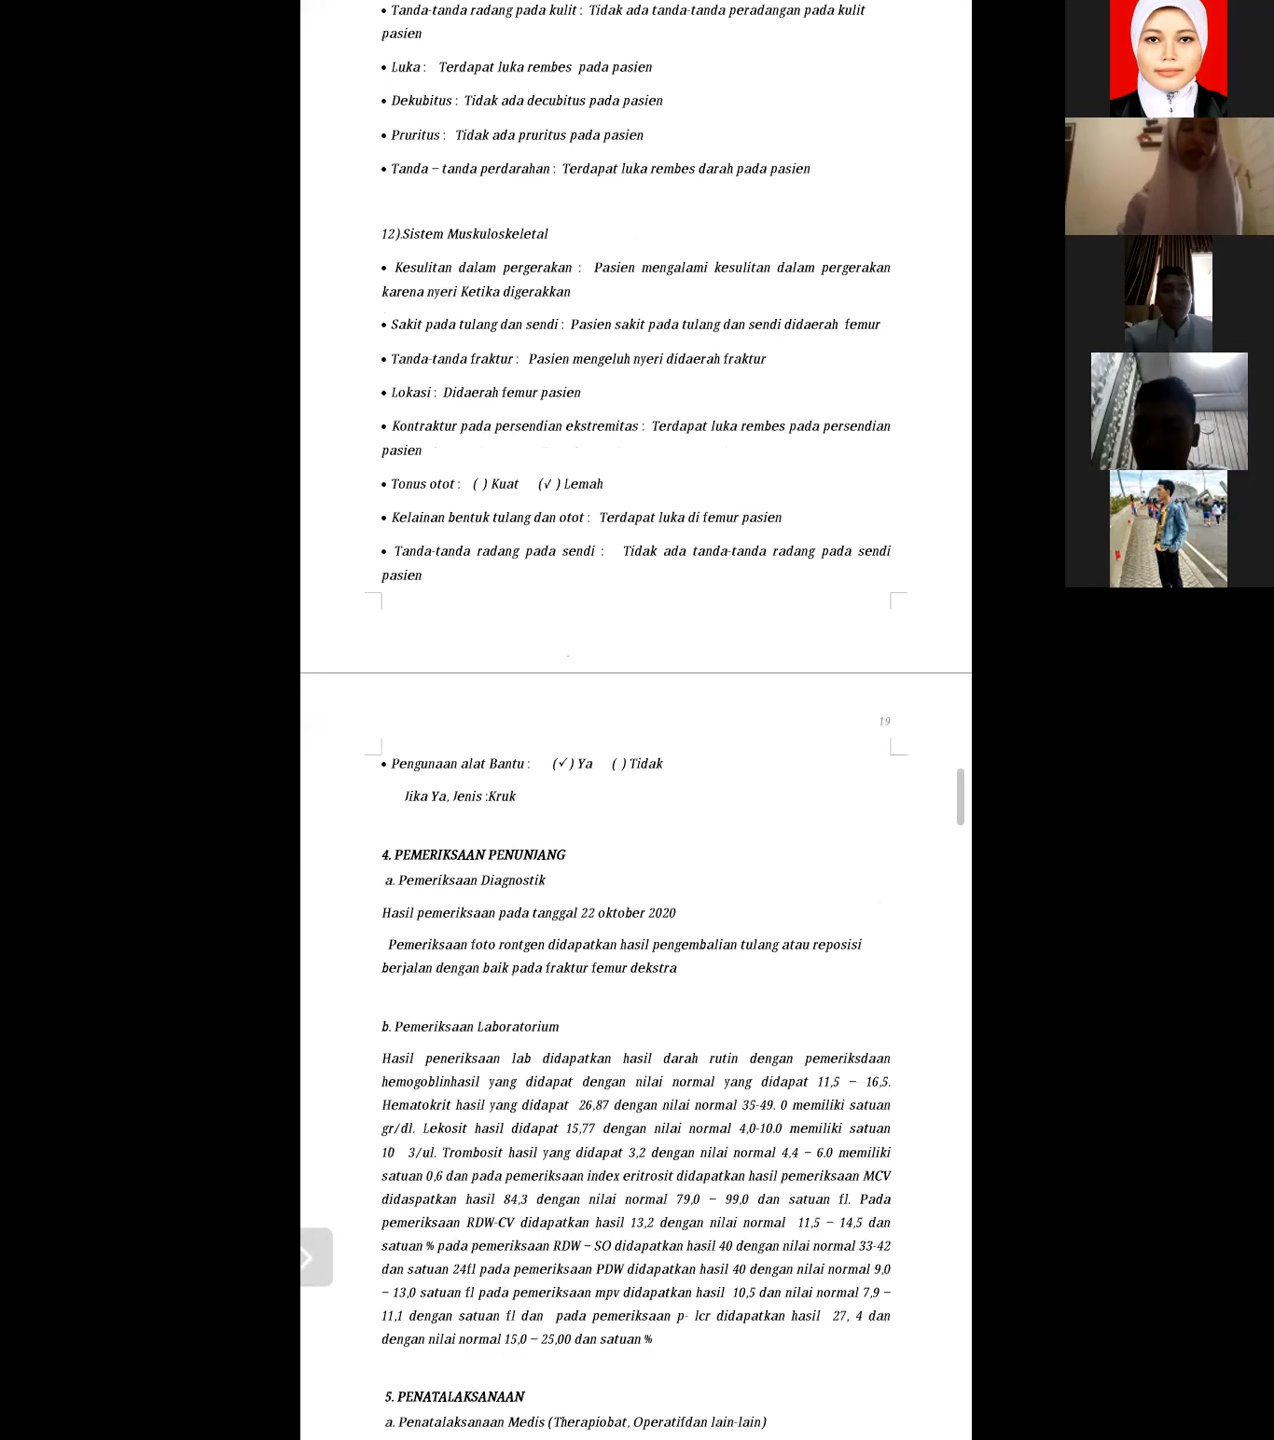 • Tanda-tanda radang pada kulit : Tidak ada tanda-tanda peradangan pada kulit
pasien
• Luka : Terdapat luka rembes pada pasien
• Dekubitus : Tidak ada decubitus pada pasien
• Pruritus : Tidak ada pruritus pada pasien
• Tanda – tanda perdarahan : Terdapat luka rembes darah pada pasien
12).Sistem Muskuloskeletal
• Kesulitan dalam pergerakan : Pasien mengalami kesulitan dalam pergerakan
karena nyeri Ketika digerakkan
• Sakit pada tulang dan sendi : Pasien sakit pada tulang dan sendi didaerah femur
• Tanda-tanda fraktur : Pasien mengeluh nyeri didaerah fraktur
• Lokasi : Didaerah femur pasien
• Kontraktur pada persendian ekstremitas : Terdapat luka rembes pada persendian
pasien
• Tonus otot : ( ) Kuat (√ ) Lemah
• Kelainan bentuk tulang dan otot : Terdapat luka di femur pasien
• Tanda-tanda radang pada sendi : Tidak ada tanda-tanda radang pada sendi
pasien
19
• Pengunaan alat Bantu : (✓ ) Ya ( ) Tidak
Jika Ya, Jenis :Kruk
4. PEMERIKSAAN PENUNJANG
a. Pemeriksaan Diagnostik
Hasil pemeriksaan pada tanggal 22 oktober 2020
Pemeriksaan foto rontgen didapatkan hasil pengembalian tulang atau reposisi
berjalan dengan baik pada fraktur femur dekstra
b. Pemeriksaan Laboratorium
Hasil peneriksaan lab didapatkan hasil darah rutin dengan pemeriksdaan
hemogoblinhasil yang didapat dengan nilai normal yang didapat 11,5 – 16,5.
Hematokrit hasil yang didapat 26,87 dengan nilai normal 35-49. 0 memiliki satuan
gr/dl. Lekosit hasil didapat 15,77 dengan nilai normal 4,0-10.0 memiliki satuan
10 3/ul. Trombosit hasil yang didapat 3,2 dengan nilai normal 4,4 – 6.0 memiliki
satuan 0,6 dan pada pemeriksaan index eritrosit didapatkan hasil pemeriksaan MCV
didaspatkan hasil 84,3 dengan nilai normal 79,0 – 99,0 dan satuan fl. Pada
pemeriksaan RDW-CV didapatkan hasil 13,2 dengan nilai normal 11,5 – 14,5 dan
satuan % pada pemeriksaan RDW – SO didapatkan hasil 40 dengan nilai normal 33-42
dan satuan 24fl pada pemeriksaan PDW didapatkan hasil 40 dengan nilai normal 9,0
– 13,0 satuan fl pada pemeriksaan mpv didapatkan hasil 10,5 dan nilai normal 7,9 –
11,1 dengan satuan fl dan pada pemeriksaan p- lcr didapatkan hasil 27, 4 dan
dengan nilai normal 15,0 – 25,00 dan satuan %
5. PENATALAKSANAAN
a. Penatalaksanaan Medis (Therapiobat, Operatifdan lain-lain)